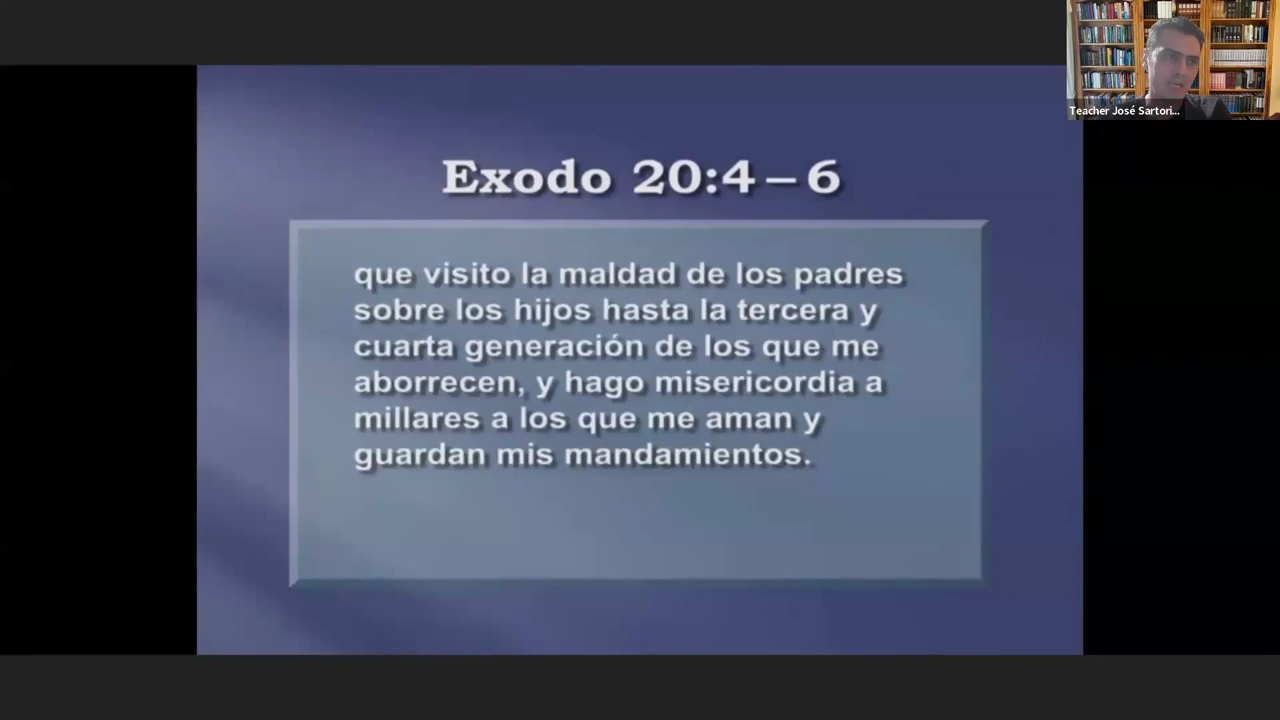 Teacher José Sartori...
Exodo 20:4 – 6
que visito la maldad de los padres
sobre los hijos hasta la tercera y
cuarta generación de los que me
aborrecen, y hago misericordia a
millares a los que me aman y
guardan mis mandamientos.